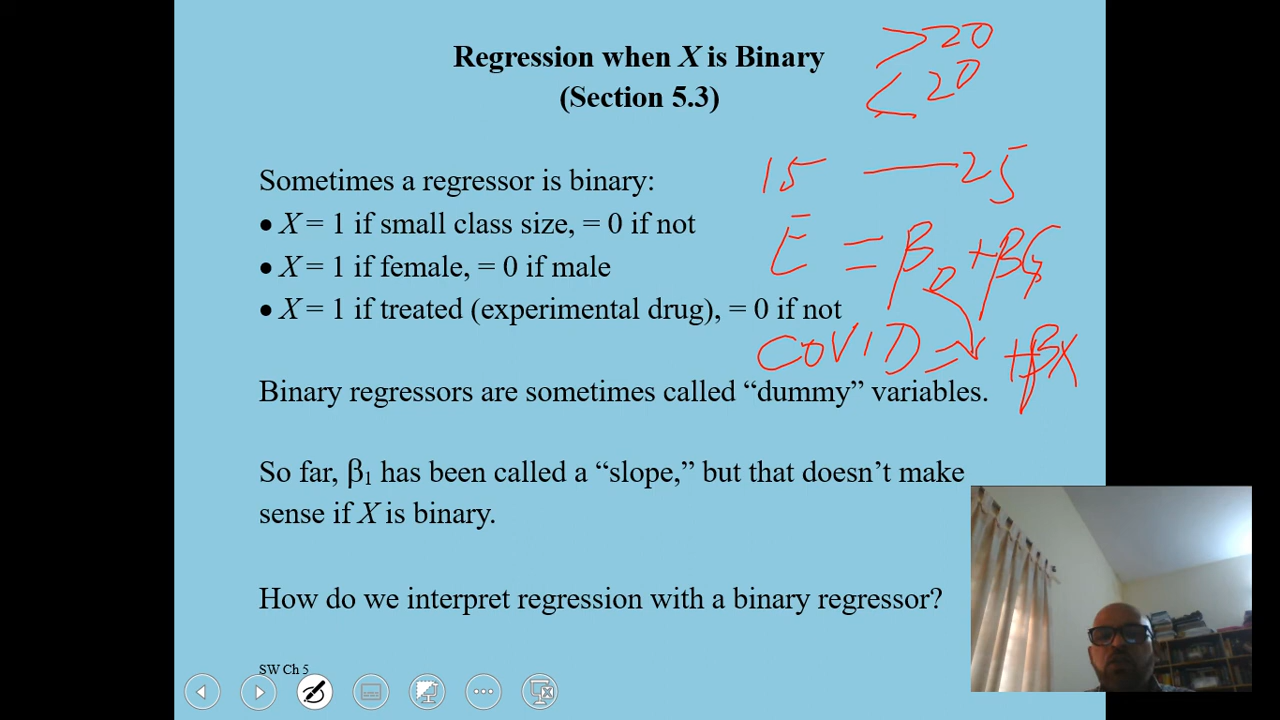 Regression when X is Binary
(Section 5.3)
>20
<20
Sometimes a regressor is binary:
15 — 25
• X = 1 if small class size, = 0 if not
E = β0 + βG
• X = 1 if female, = 0 if male
• X = 1 if treated (experimental drug), = 0 if not
COVID = + βX
Binary regressors are sometimes called “dummy” variables.
So far, β1 has been called a “slope,” but that doesn’t make
sense if X is binary.
How do we interpret regression with a binary regressor?
SW Ch 5